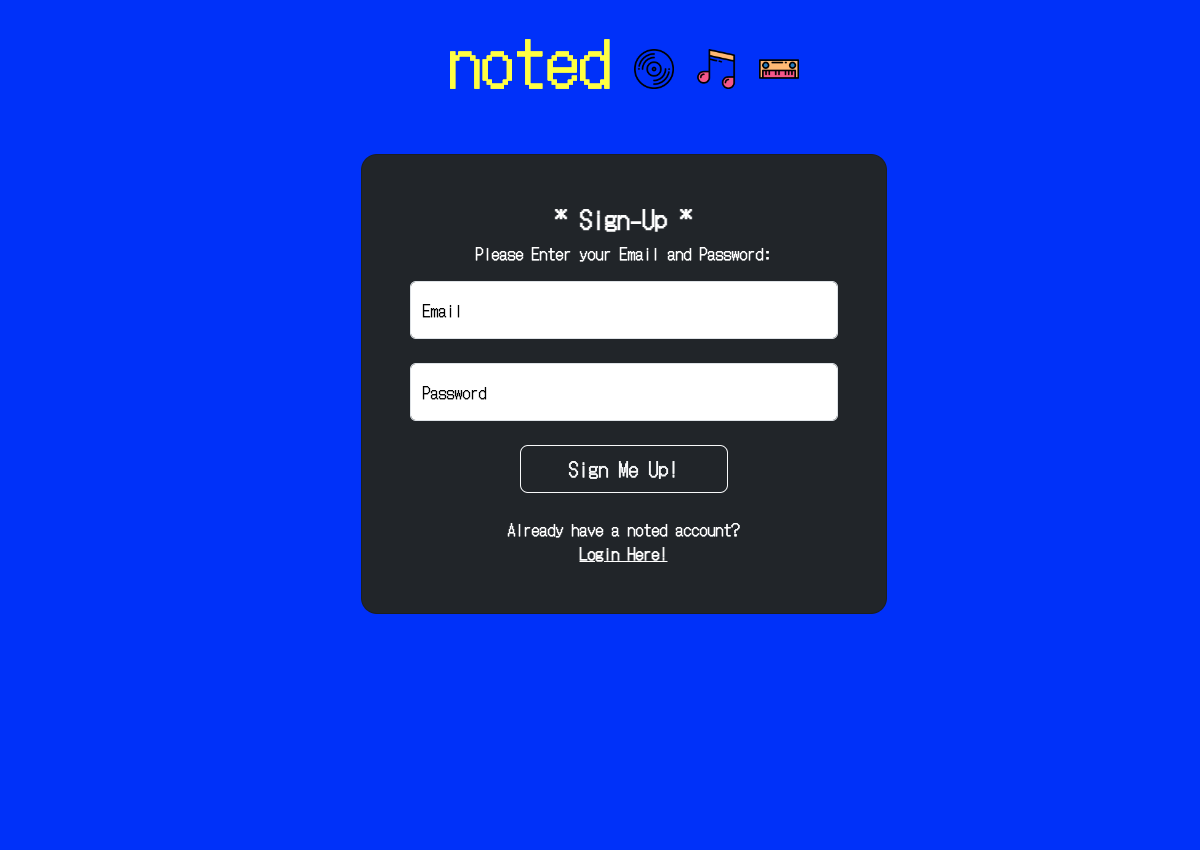 noted
* Sign-Up *
Please Enter your Email and Password:
Email
Password
Sign Me Up!
Already have a noted account?
Login Here!